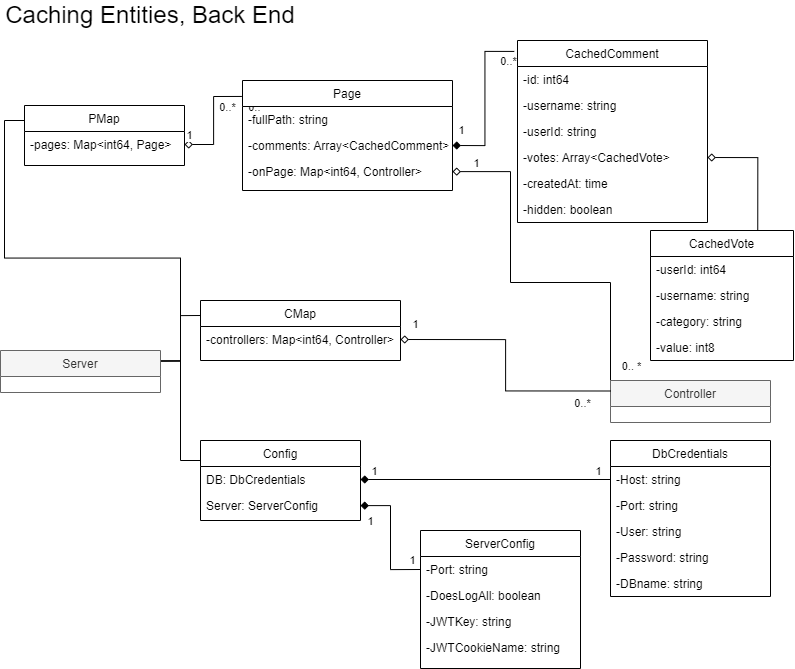 Caching Entities, Back End
PMap
-pages: Map<int64, Page>
1
0..*
0..
Page
-fullPath: string
-comments: Array<CachedComment>
-onPage: Map<int64, Controller>
1
1
0..*
CachedComment
-id: int64
-username: string
-userId: string
-votes: Array<CachedVote>
-createdAt: time
-hidden: boolean
CachedVote
-userId: int64
-username: string
-category: string
-value: int8
CMap
-controllers: Map<int64, Controller>
1
0.. *
0..*
Server
Controller
Config
DB: DbCredentials
Server: ServerConfig
1
1
1
1
DbCredentials
-Host: string
-Port: string
-User: string
-Password: string
-DBname: string
ServerConfig
-Port: string
-DoesLogAll: boolean
-JWTKey: string
-JWTCookieName: string